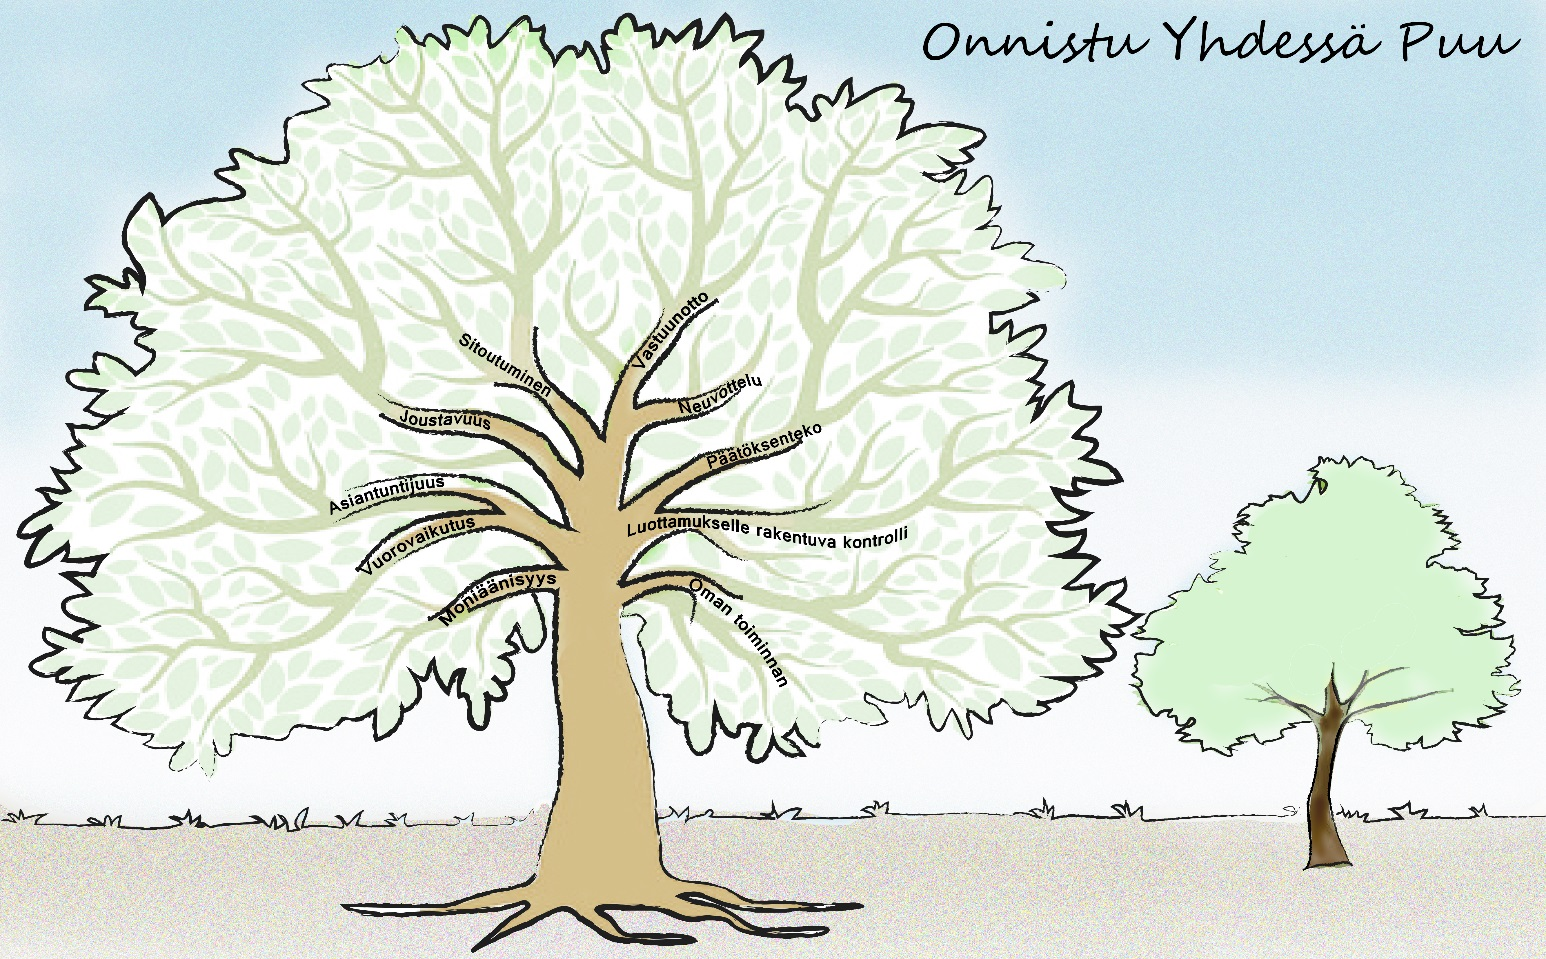 Onnistu Yhdessä Puu
Vastuunotto
Sitoutuminen
Neuvottelu
Joustavuus
Päätöksenteko
Asiantuntijuus
Vuorovaikutus
Luottamukselle rakentuva kontrolli
Moniäänisyys
Oman toiminnan